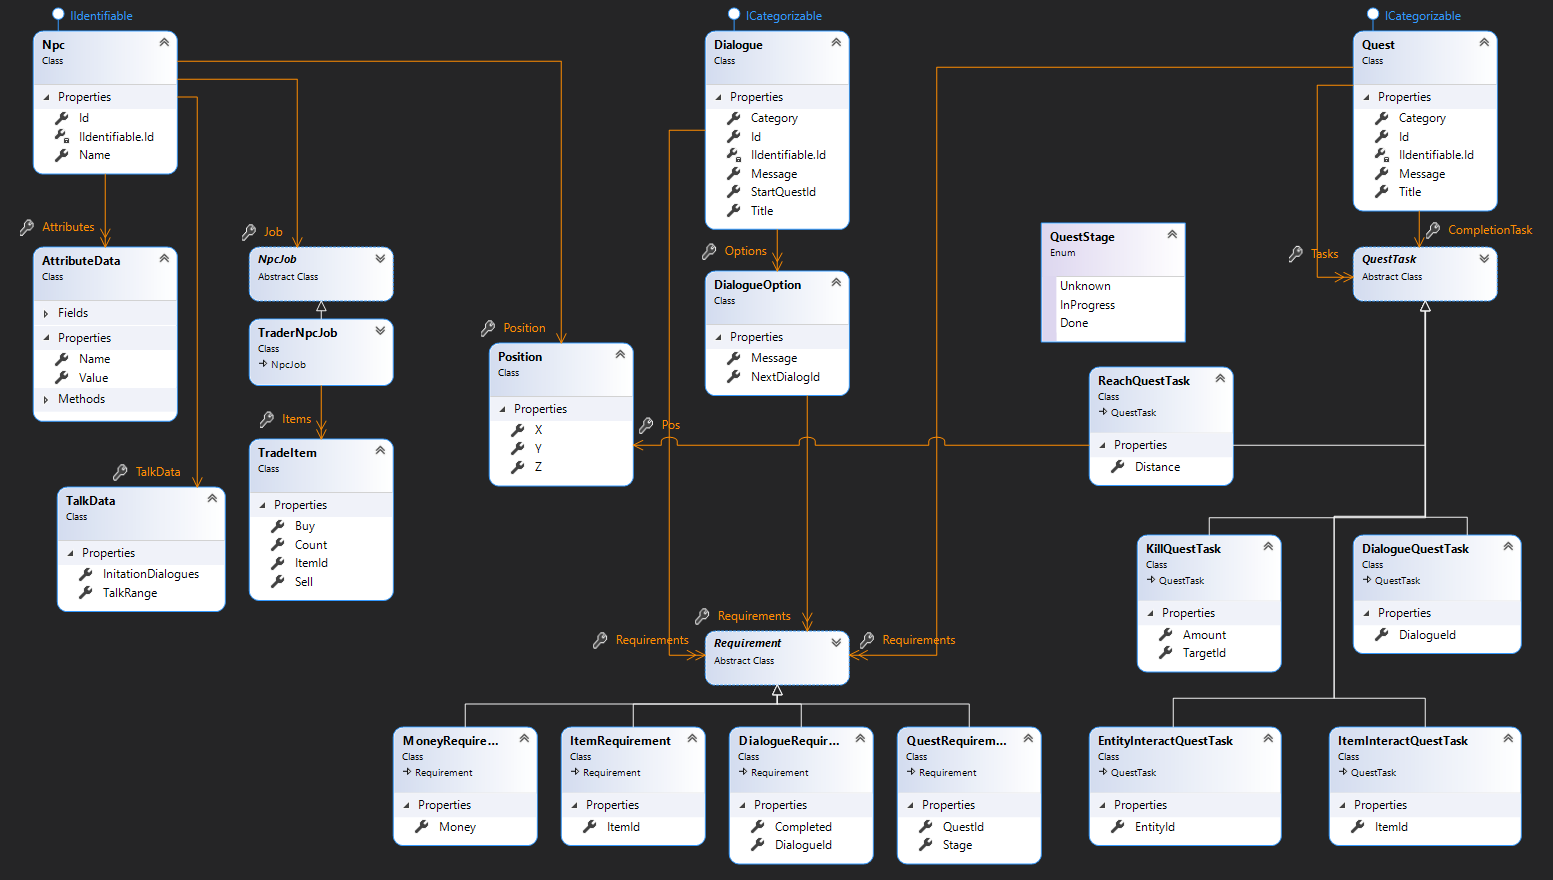 IIdentifiable
Npc
Class
Properties
Id
IIdentifiable.Id
Name
Attributes
AttributeData
Class
Fields
Properties
Name
Value
Methods
TalkData
TalkData
Class
Properties
InitationDialogues
TalkRange
Job
NpcJob
Abstract Class
TraderNpcJob
Class
NpcJob
Items
TradeItem
Class
Properties
Buy
Count
ItemId
Sell
Position
Position
Class
Properties
X
Y
Z
Pos
ICategorizable
Dialogue
Class
Properties
Category
Id
IIdentifiable.Id
Message
StartQuestId
Title
Options
DialogueOption
Class
Properties
Message
NextDialogId
Requirements
Requirements
Requirements
Requirement
Abstract Class
MoneyRequire...
Class
Requirement
Properties
Money
ItemRequirement
Class
Requirement
Properties
ItemId
DialogueRequir...
Class
Requirement
Properties
Completed
DialogueId
QuestRequirem...
Class
Requirement
Properties
QuestId
Stage
ICategorizable
Quest
Class
Properties
Category
Id
IIdentifiable.Id
Message
Title
CompletionTask
Tasks
QuestTask
Abstract Class
QuestStage
Enum
Unknown
InProgress
Done
ReachQuestTask
Class
QuestTask
Properties
Distance
KillQuestTask
Class
QuestTask
Properties
Amount
TargetId
DialogueQuestTask
Class
QuestTask
Properties
DialogueId
EntityInteractQuestTask
Class
QuestTask
Properties
EntityId
ItemInteractQuestTask
Class
QuestTask
Properties
ItemId